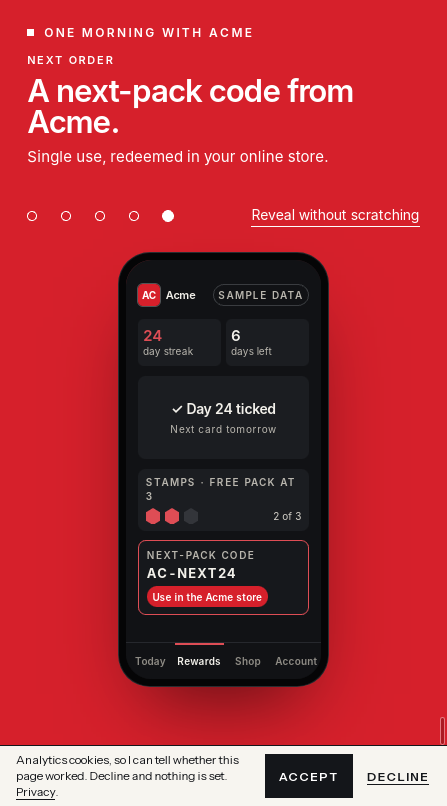 ONE MORNING WITH ACME
NEXT ORDER
A next-pack code from
Acme.
Single use, redeemed in your online store.
Reveal without scratching
AC Acme SAMPLE DATA
24 6
day streak days left
✓ Day 24 ticked
Next card tomorrow
STAMPS · FREE PACK AT
3
2 of 3
NEXT-PACK CODE
AC-NEXT24
Use in the Acme store
Today Rewards Shop Account
Analytics cookies, so I can tell whether this
page worked. Decline and nothing is set.
Privacy.
ACCEPT DECLINE